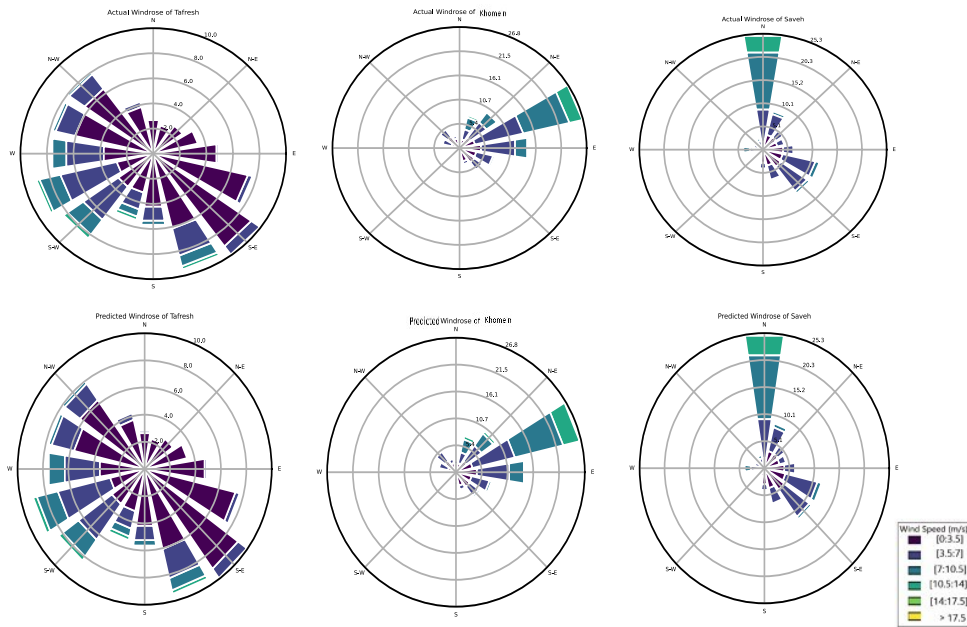 Actual Windrose of Tafresh
N
N-E
E
S-E
S
S-W
W
N-W
2.0
4.0
6.0
8.0
10.0
Actual Windrose of Khomein
N
N-E
E
S-E
S
S-W
W
N-W
10.7
16.1
21.5
26.8
Actual Windrose of Saveh
N
N-E
E
S-E
S
S-W
W
N-W
10.1
15.2
20.3
25.3
Predicted Windrose of Tafresh
N
N-E
E
S-E
S
S-W
W
N-W
2.0
4.0
6.0
8.0
10.0
Predicted Windrose of Khomein
N
N-E
E
S-E
S
S-W
W
N-W
10.7
16.1
21.5
26.8
Predicted Windrose of Saveh
N
N-E
E
S-E
S
S-W
W
N-W
10.1
15.2
20.3
25.3
Wind Speed (m/s)
[0:3.5]
[3.5:7]
[7:10.5]
[10.5:14]
[14:17.5]
> 17.5